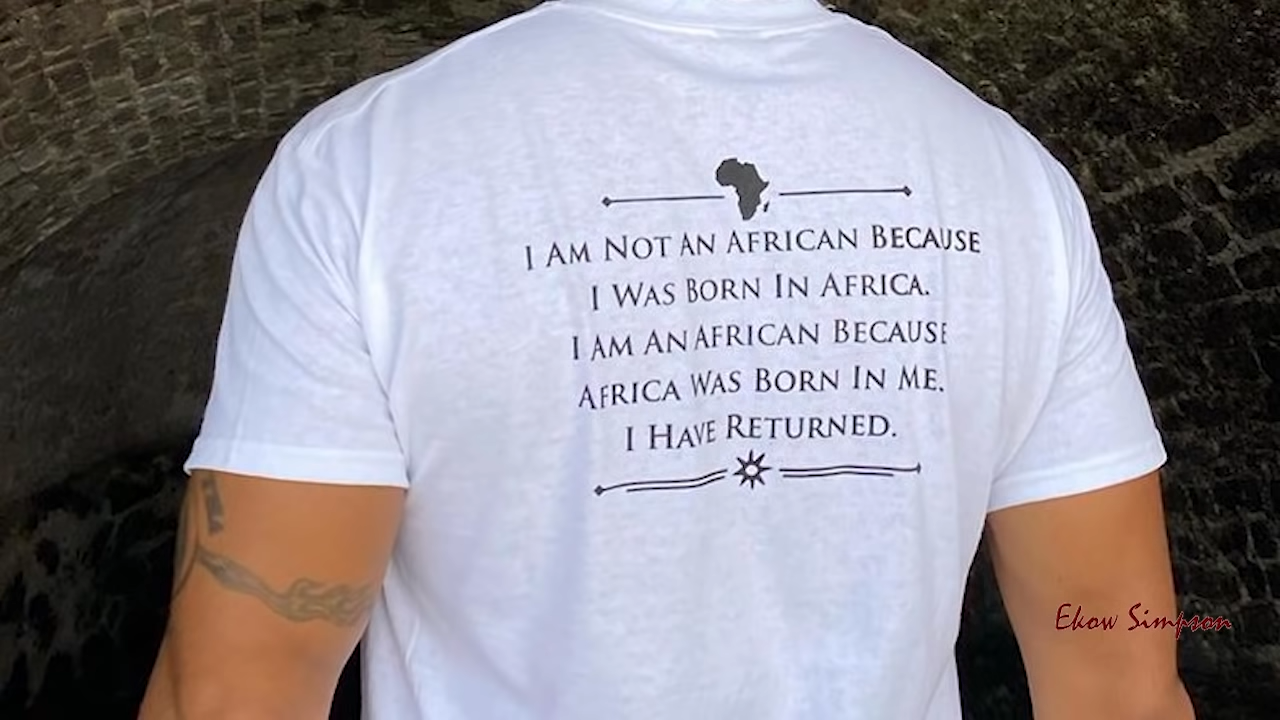 I AM NOT AN AFRICAN BECAUSE
I WAS BORN IN AFRICA.
I AM AN AFRICAN BECAUSE
AFRICA WAS BORN IN ME.
I HAVE RETURNED.
Ekow Simpson